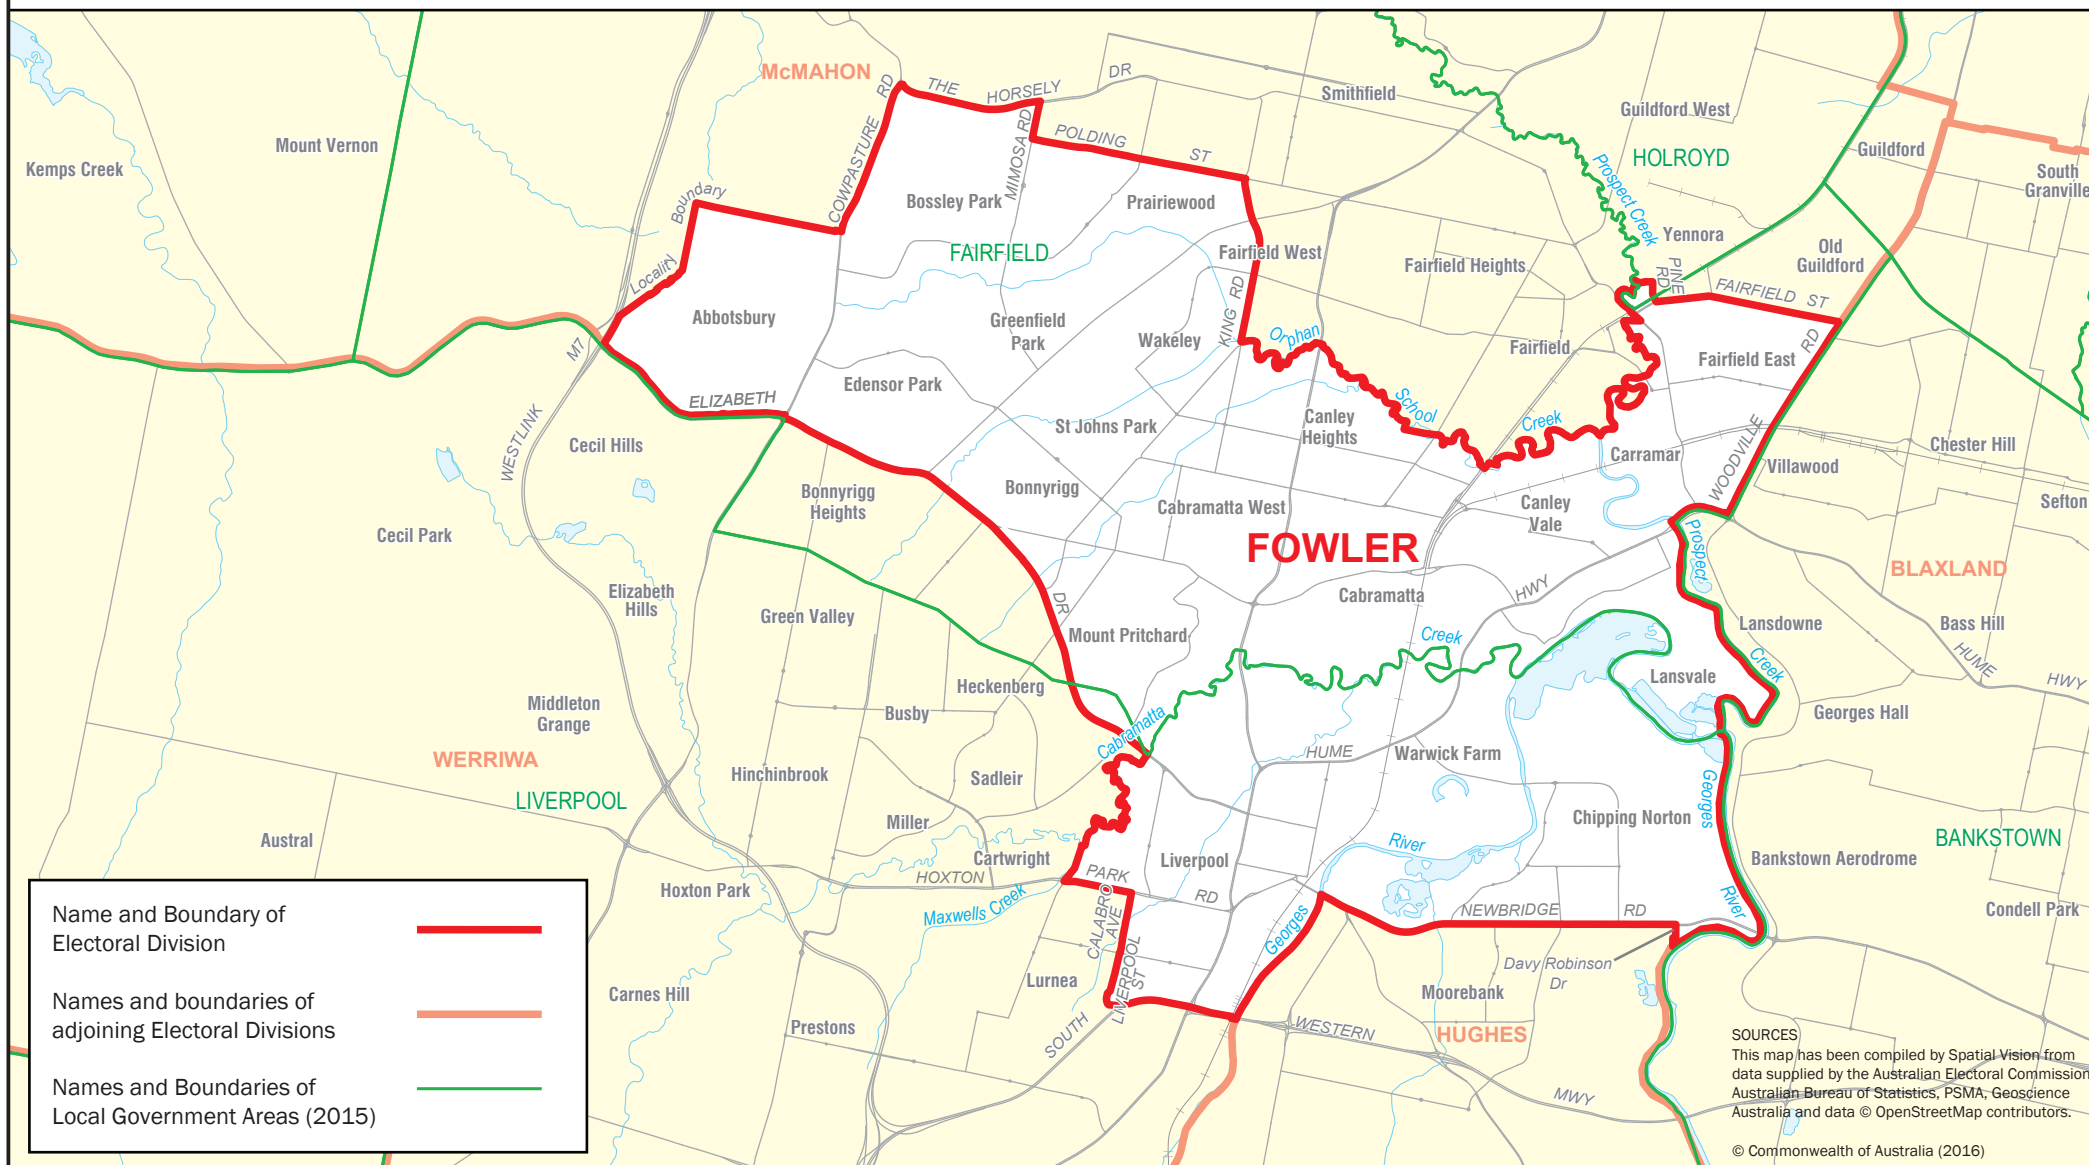 McMAHON
Mount Vernon
Kemps Creek
THE
HORSELY
DR
RD
COWPASTURE
MIMOSA RD
POLDING
ST
Smithfield
Guildford West
HOLROYD
Guildford
South
Granville
Prospect Creek
Boundary
Locality
Bossley Park
Prairiewood
FAIRFIELD
Fairfield West
Fairfield Heights
Yennora
Old
Guildford
PINE
RD
FAIRFIELD ST
Abbotsbury
Greenfield
Park
Wakeley
KING RD
Orphan
School
Creek
Fairfield
Fairfield East
RD
WOODVILLE
M7
WESTLINK
ELIZABETH
DR
Edensor Park
St Johns Park
Canley
Heights
Carramar
Villawood
Chester Hill
Sefton
Cecil Hills
Bonnyrigg
Heights
Bonnyrigg
Cabramatta West
Canley
Vale
Cecil Park
FOWLER
Prospect
Creek
BLAXLAND
Elizabeth
Hills
Green Valley
Cabramatta
HWY
Mount Pritchard
Creek
Lansdowne
Bass Hill
HUME
HWY
Lansvale
Heckenberg
Middleton
Grange
Busby
Cabramatta
Georges Hall
WERRIWA
LIVERPOOL
Hinchinbrook
Sadleir
HUME
Warwick Farm
Georges
River
Chipping Norton
Miller
Austral
Cartwright
Liverpool
River
BANKSTOWN
Bankstown Aerodrome
Hoxton Park
HOXTON
PARK
RD
Maxwells Creek
CALABRO
AVE
LIVERPOOL
ST
Georges
NEWBRIDGE
RD
Condell Park
Davy Robinson
Dr
Lurnea
Carnes Hill
Moorebank
Prestons
SOUTH
WESTERN
MWY
HUGHES
Name and Boundary of
Electoral Division
Names and boundaries of
adjoining Electoral Divisions
Names and Boundaries of
Local Government Areas (2015)
SOURCES
This map has been compiled by Spatial Vision from
data supplied by the Australian Electoral Commission
Australian Bureau of Statistics, PSMA, Geoscience
Australia and data © OpenStreetMap contributors.
© Commonwealth of Australia (2016)